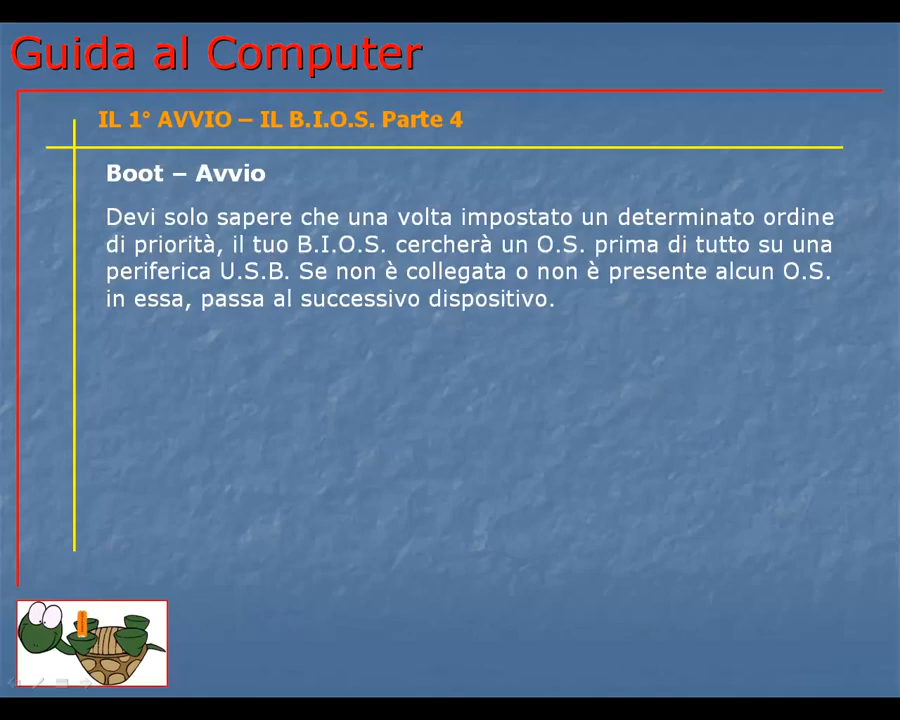 Guida al Computer
IL 1° AVVIO – IL B.I.O.S. Parte 4
Boot – Avvio
Devi solo sapere che una volta impostato un determinato ordine
di priorità, il tuo B.I.O.S. cercherà un O.S. prima di tutto su una
periferica U.S.B. Se non è collegata o non è presente alcun O.S.
in essa, passa al successivo dispositivo.